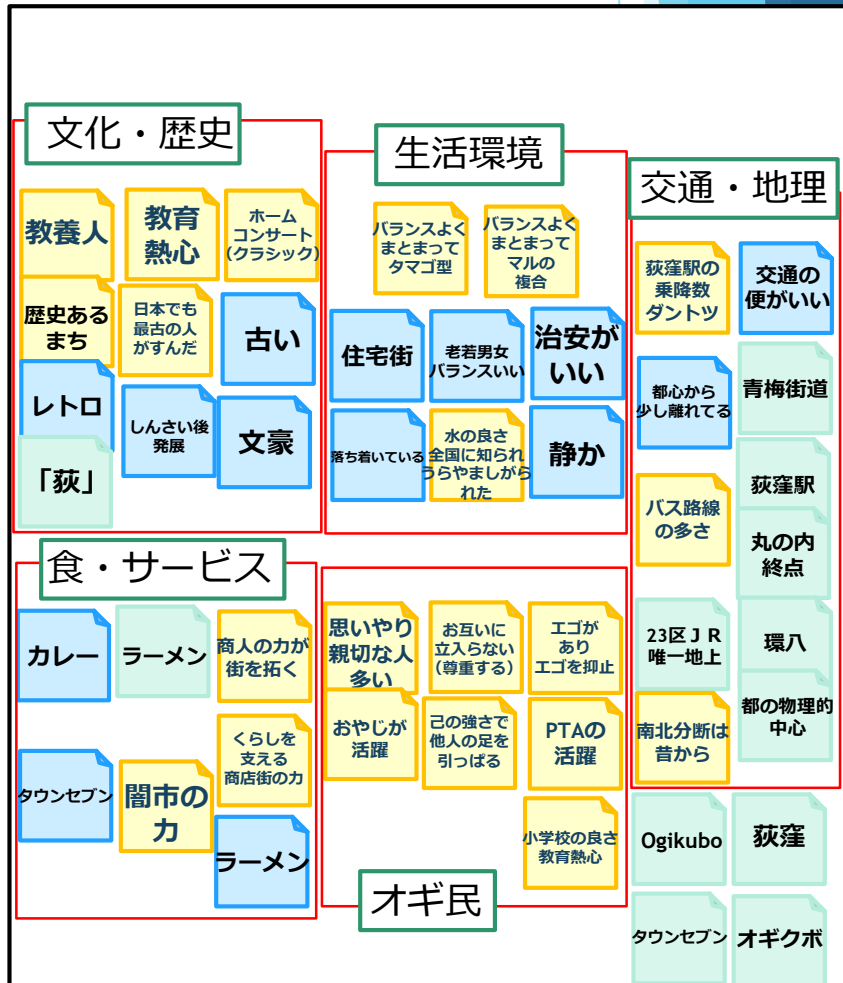 文化・歴史
教養人
教育
熱心
ホーム
コンサート
(クラシック)
歴史ある
まち
日本でも
最古の人
がすんだ
古い
レトロ
しんさい後
発展
文豪
「荻」
生活環境
バランスよく
まとまって
タマゴ型
バランスよく
まとまって
マルの
複合
住宅街
老若男女
バランスいい
治安が
いい
落ち着いている
水の良さ
全国に知られ
うらやましがら
れた
静か
交通・地理
荻窪駅の
乗降数
ダントツ
交通の
便がいい
都心から
少し離れてる
青梅街道
バス路線
の多さ
荻窪駅
丸の内
終点
23区ＪＲ
唯一地上
環八
南北分断は
昔から
都の物理的
中心
食・サービス
カレー
ラーメン
商人の力が
街を拓く
タウンセブン
闇市の
力
くらしを
支える
商店街の力
ラーメン
思いやり
親切な人
多い
お互いに
立入らない
（尊重する）
エゴが
あり
エゴを抑止
おやじが
活躍
己の強さで
他人の足を
引っぱる
PTAの
活躍
小学校の良さ
教育熱心
オギ民
Ogikubo
荻窪
タウンセブン
オギクボ